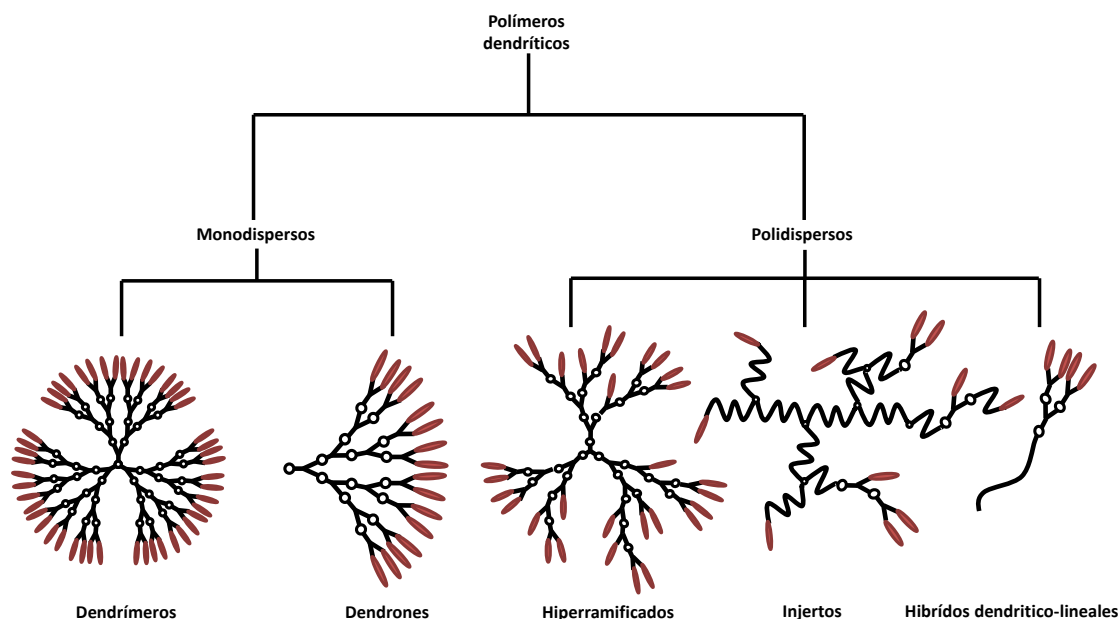 Polímeros
dendríticos
Monodispersos
Polidispersos
Dendrímeros
Dendrones
Hiperramificados
Injertos
Hibrídos dendritico-lineales